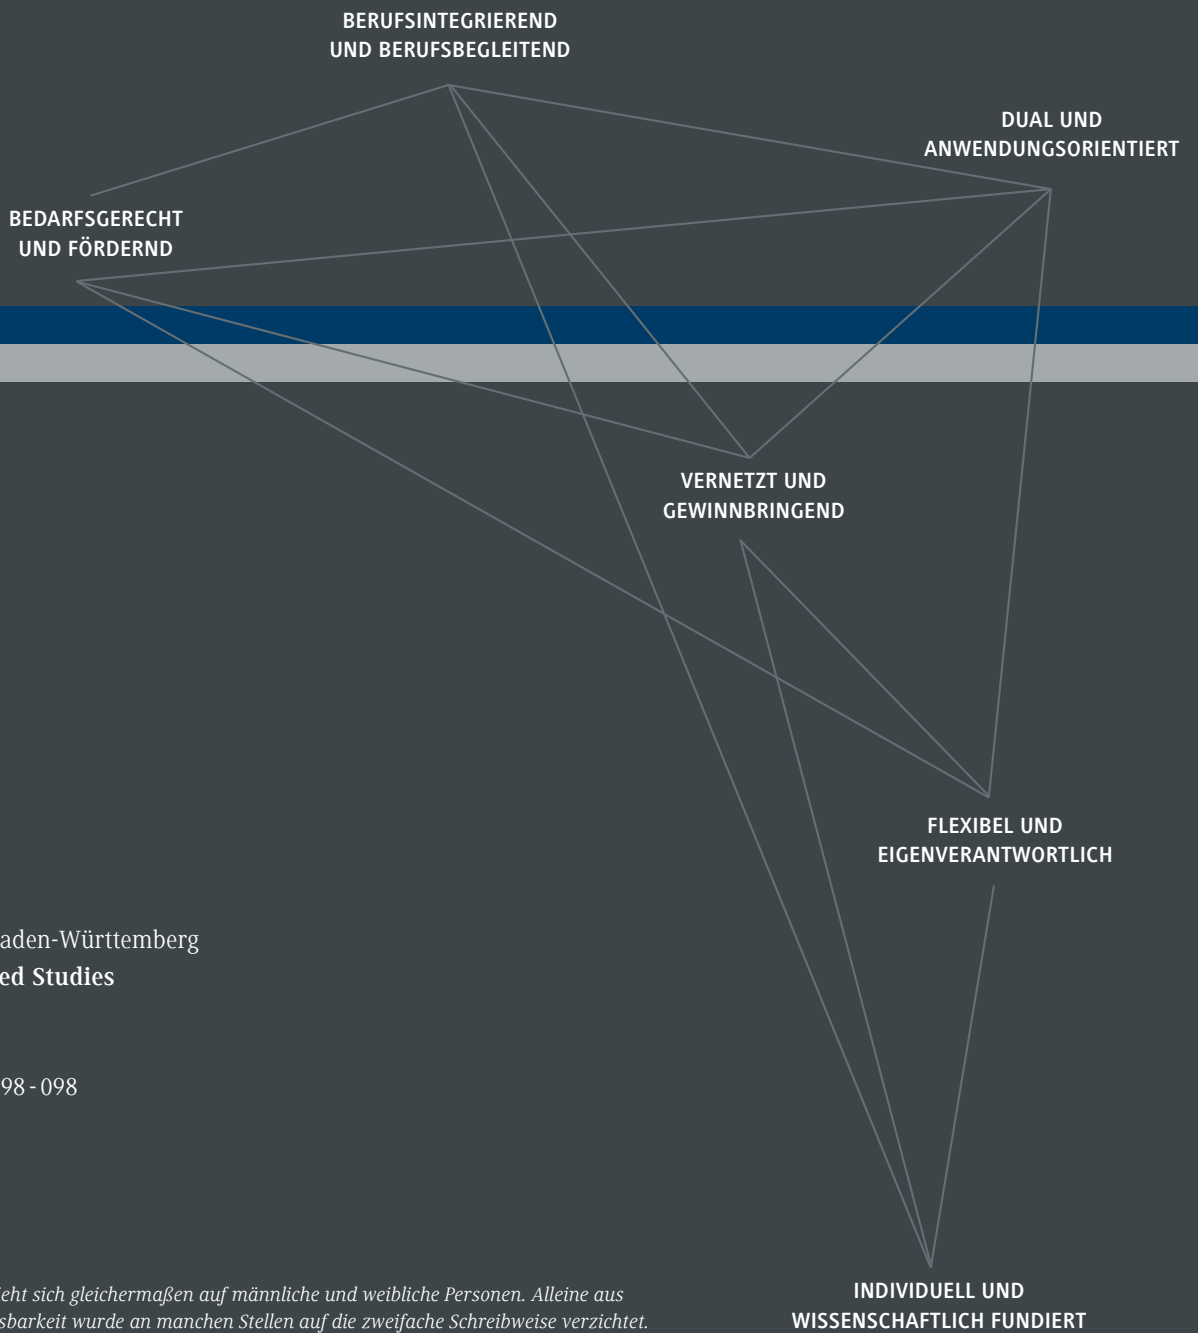 BERUFSINTEGRIEREND
UND BERUFSBEGLEITEND
DUAL UND
ANWENDUNGSORIENTIERT
BEDARFSGERECHT
UND FÖRDERND
VERNETZT UND
GEWINNBRINGEND
FLEXIBEL UND
EIGENVERANTWORTLICH
aden-Württemberg
ed Studies
98 - 098
INDIVIDUELL UND
WISSENSCHAFTLICH FUNDIERT
ieht sich gleichermaßen auf männliche und weibliche Personen. Alleine aus
sbarkeit wurde an manchen Stellen auf die zweifache Schreibweise verzichtet.